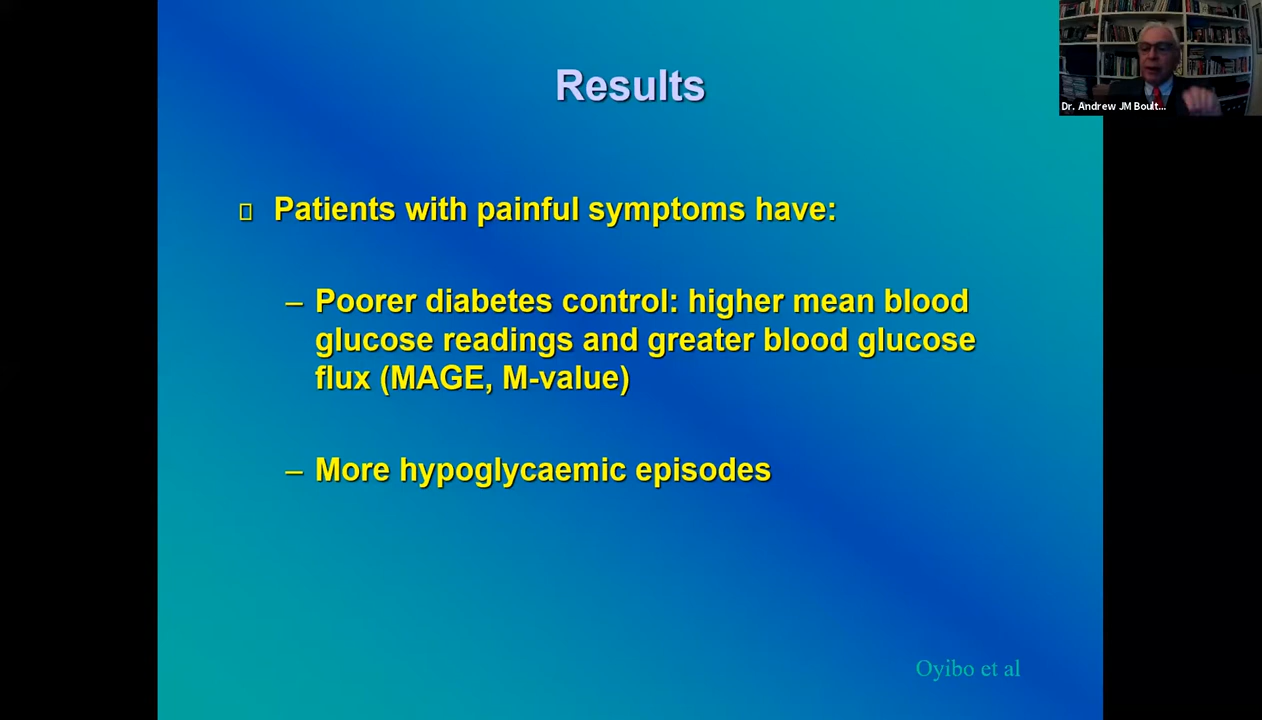 Results
Dr. Andrew JM Boult...
Patients with painful symptoms have:
– Poorer diabetes control: higher mean blood
glucose readings and greater blood glucose
flux (MAGE, M-value)
– More hypoglycaemic episodes
Oyibo et al